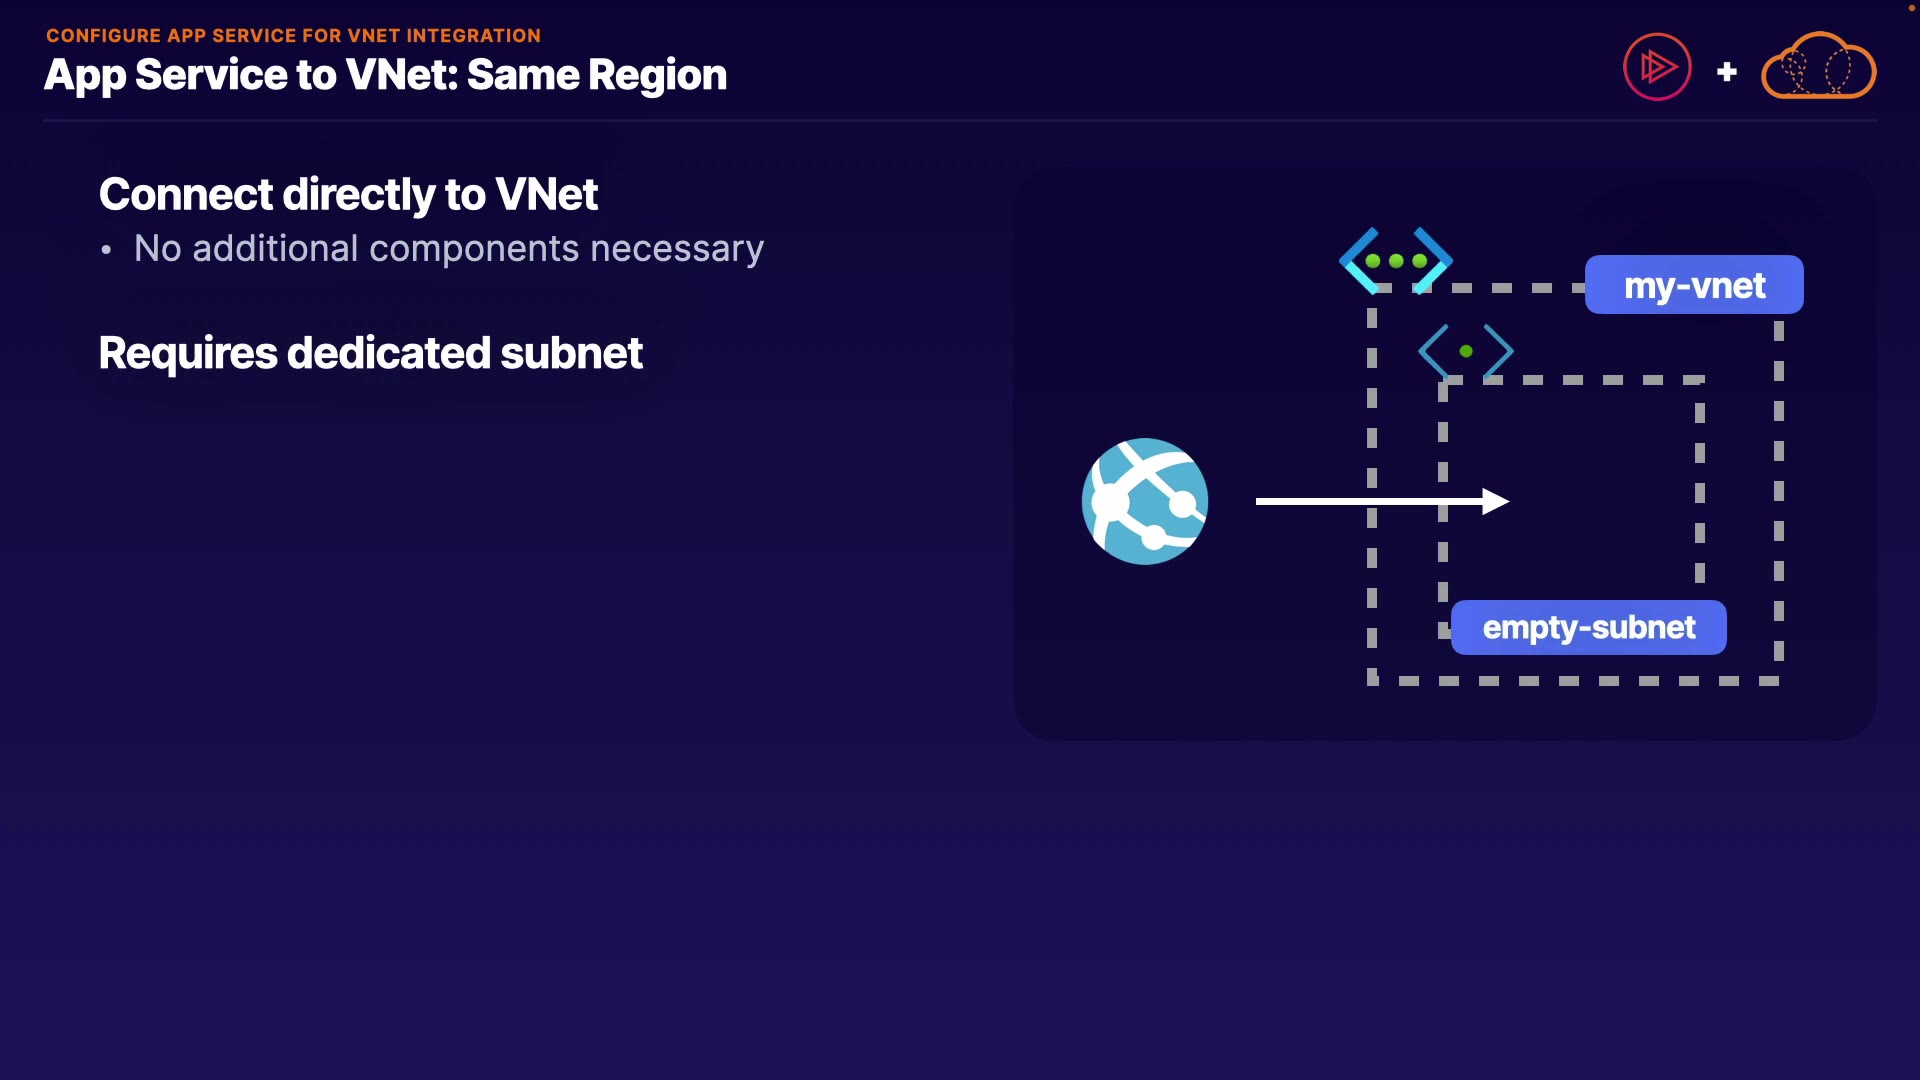 CONFIGURE APP SERVICE FOR VNET INTEGRATION
App Service to VNet: Same Region
Connect directly to VNet
• No additional components necessary
Requires dedicated subnet
my-vnet
empty-subnet